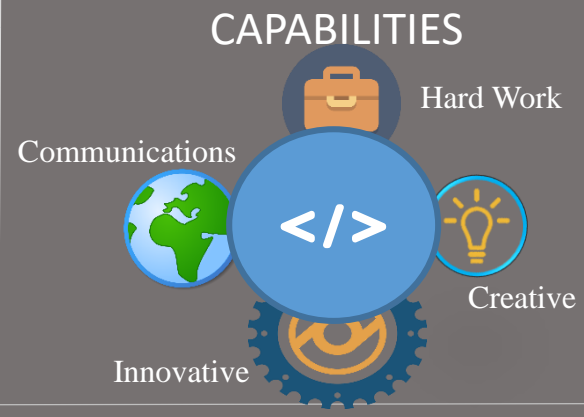 CAPABILITIES
Hard Work
Communications
</>
Creative
Innovative